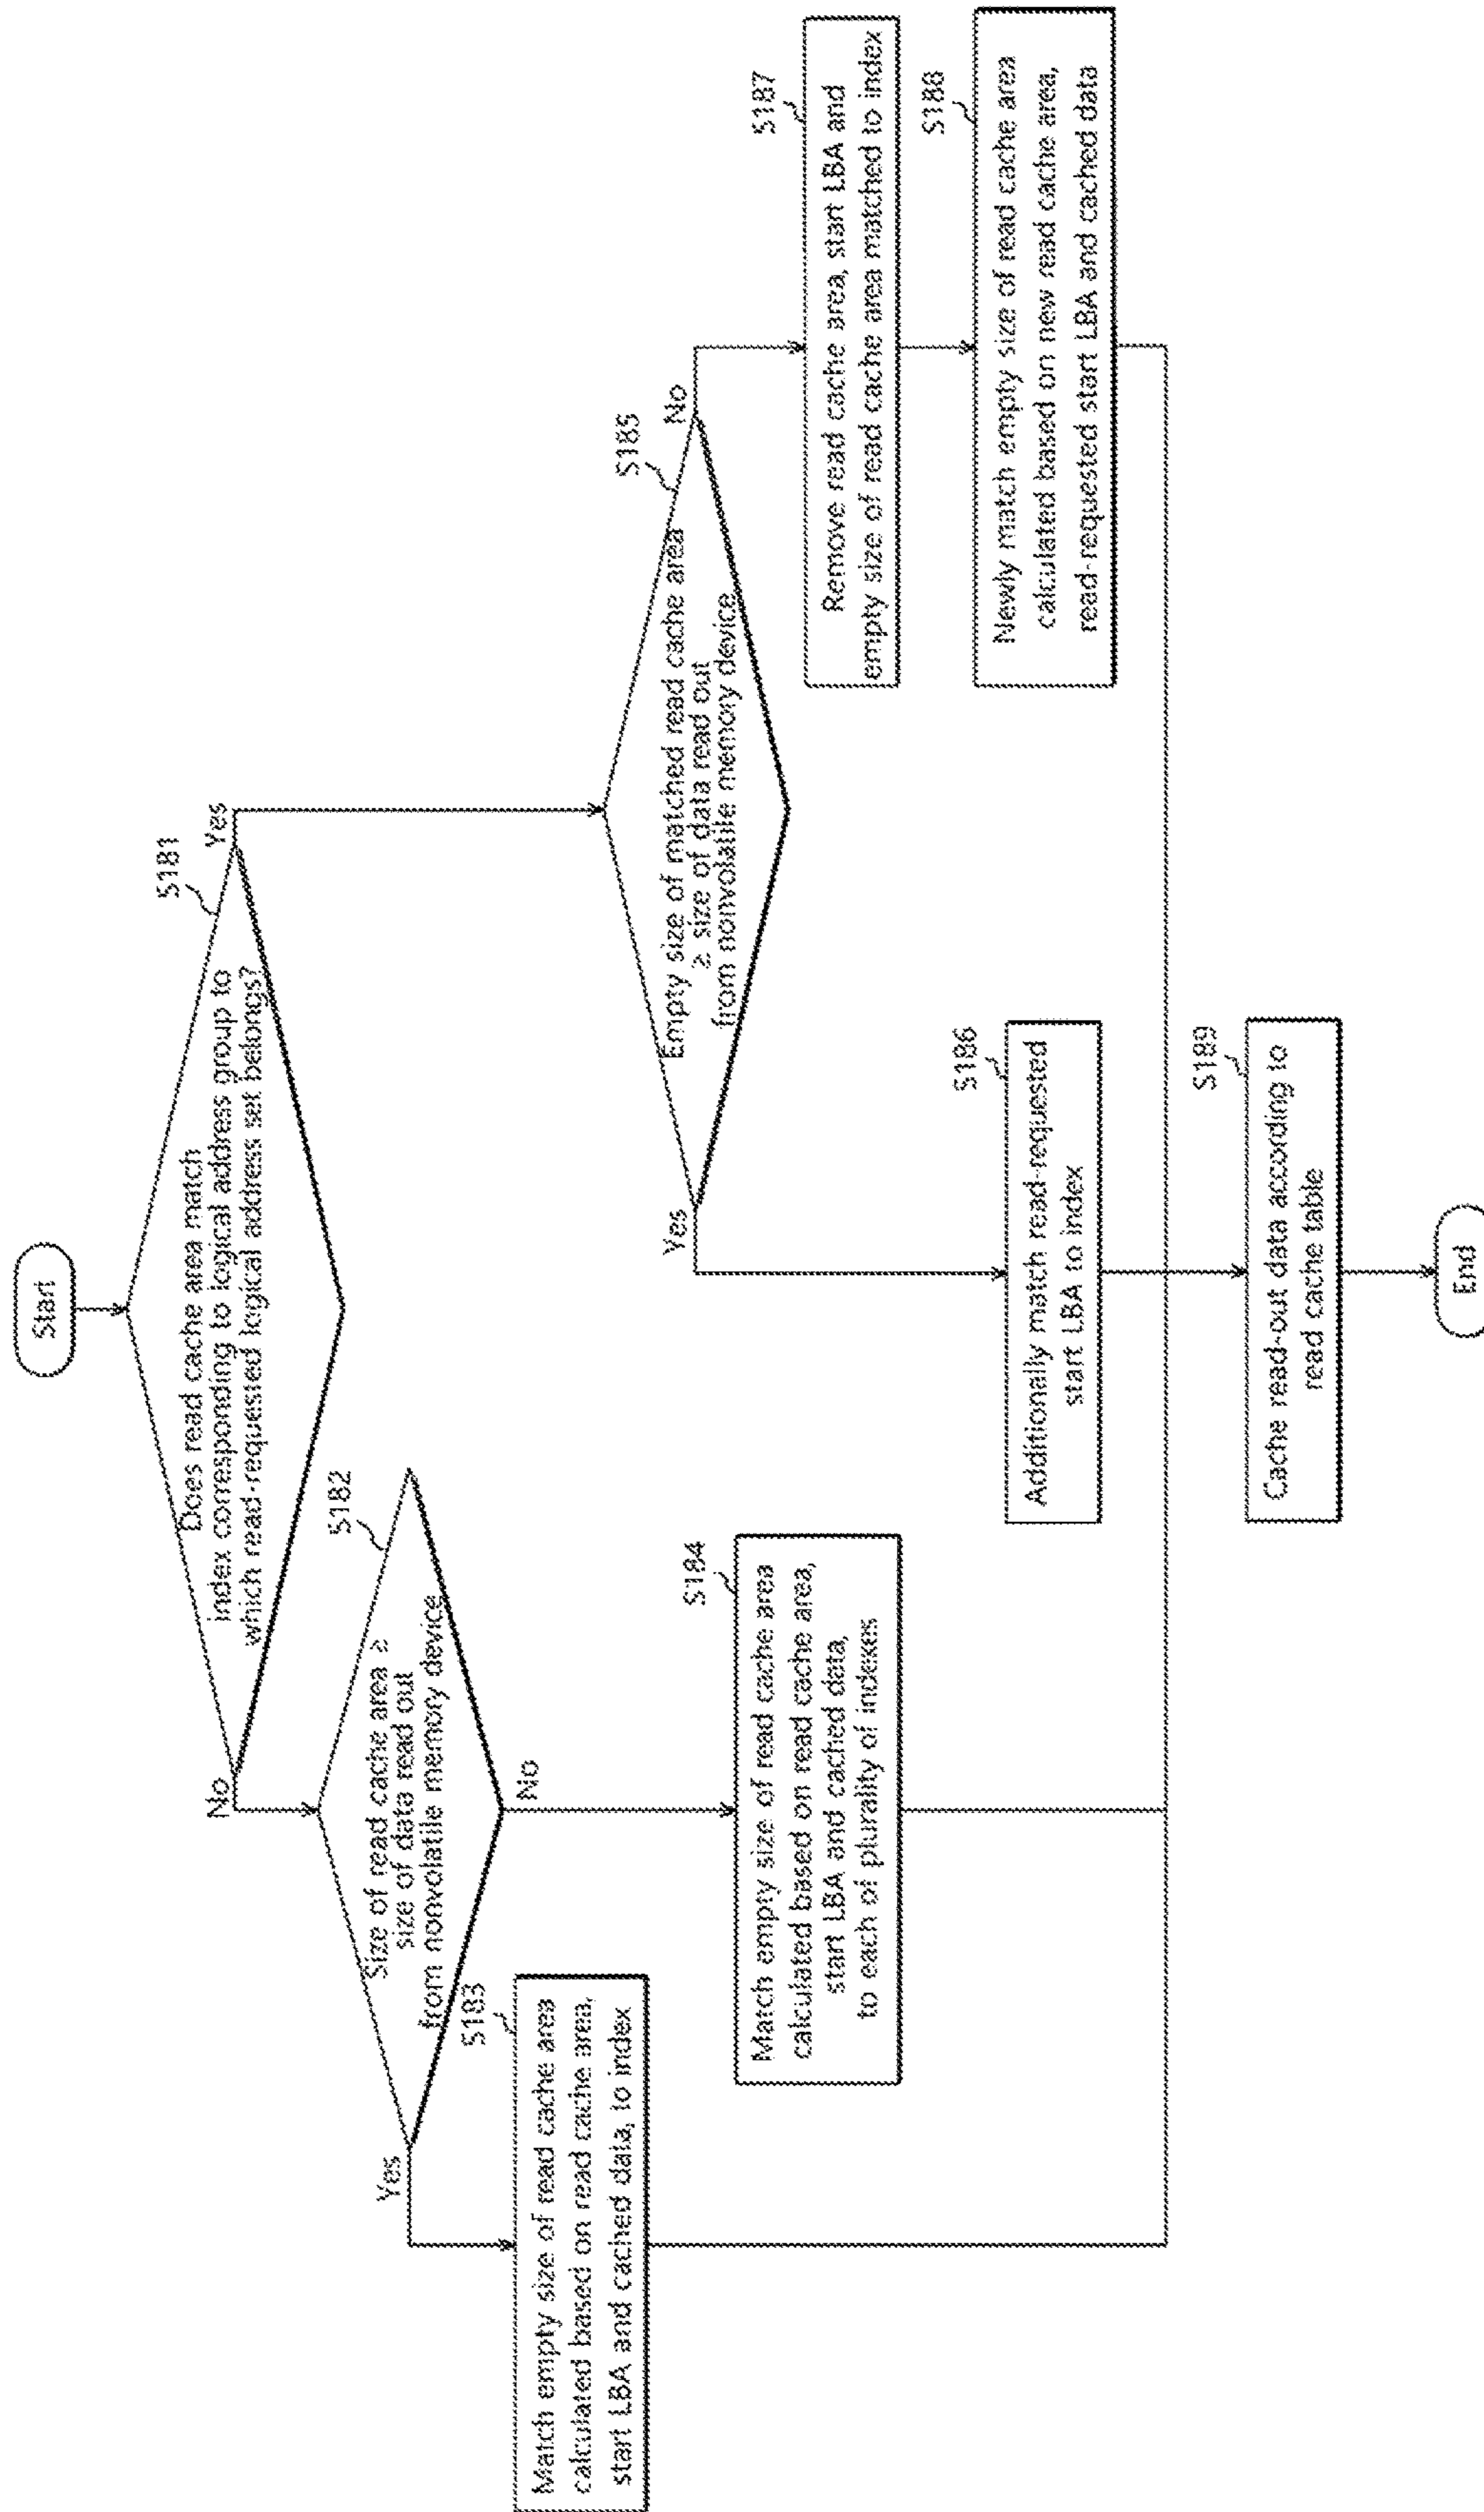 Start
S181
Does read cache area match
index corresponding to logical address group to
which read-requested logical address set belongs?
No
Yes
S182
Size of read cache area ≥
size of data read out
from nonvolatile memory device
Yes
No
S183
Match empty size of read cache area
calculated based on read cache area,
start LBA and cached data, to index
S184
Match empty size of read cache area
calculated based on read cache area,
start LBA and cached data,
to each of plurality of indexes
S185
Empty size of matched read cache area
≥ size of data read out
from nonvolatile memory device
Yes
No
S186
Additionally match read-requested
start LBA to index
S187
Remove read cache area, start LBA and
empty size of read cache area matched to index
S188
Newly match empty size of read cache area
calculated based on new read cache area,
read-requested start LBA and cached data
S189
Cache read-out data according to
read cache table
End